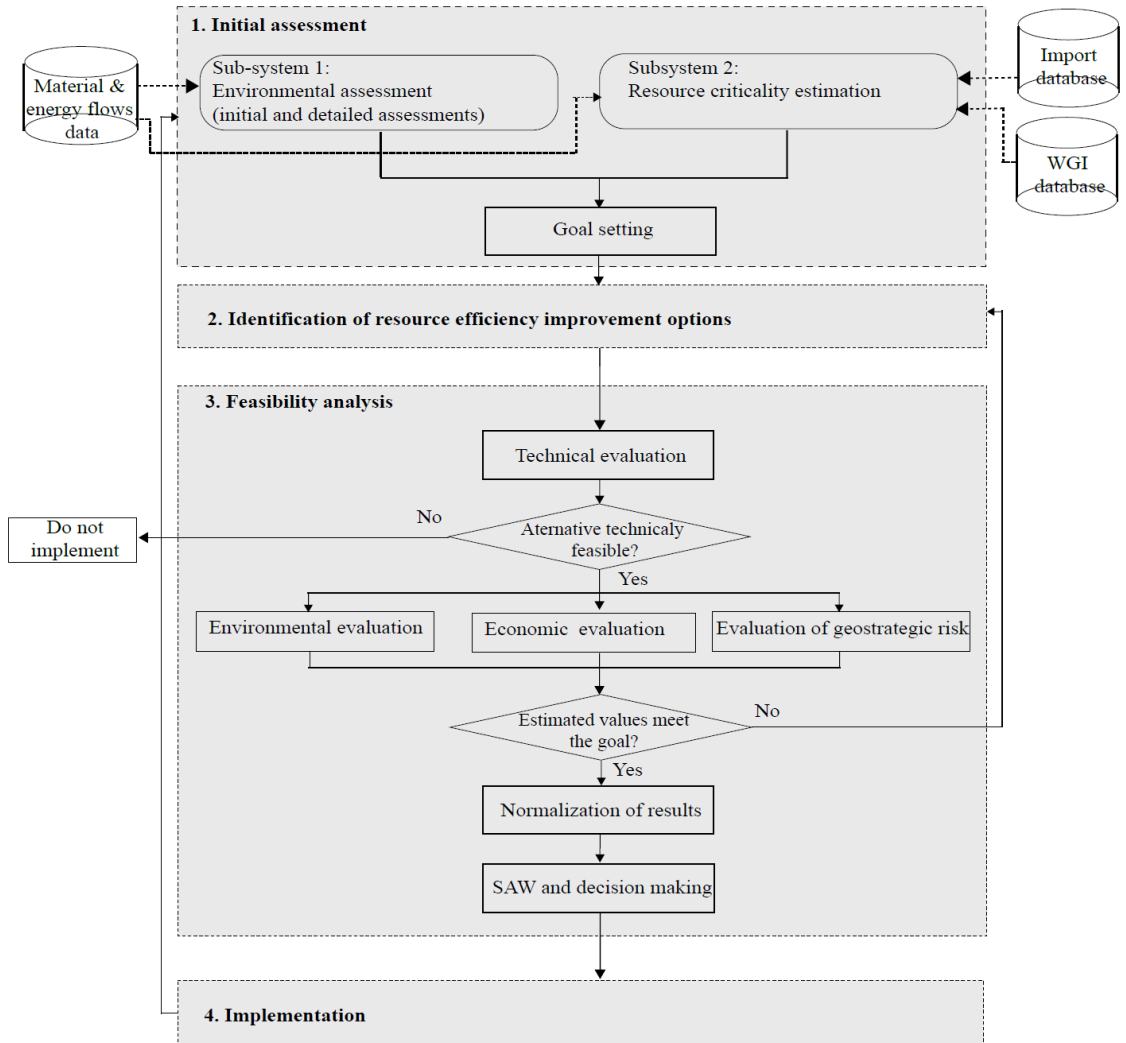 1. Initial assessment
Material &
energy flows
data
Sub-system 1:
Environmental assessment
(initial and detailed assessments)
Subsystem 2:
Resource criticality estimation
Import
database
WGI
database
Goal setting
2. Identification of resource efficiency improvement options
3. Feasibility analysis
Technical evaluation
No
Aternative technicaly
feasible?
Do not
implement
Yes
Environmental evaluation
Economic evaluation
Evaluation of geostrategic risk
Estimated values meet
the goal?
No
Yes
Normalization of results
SAW and decision making
4. Implementation